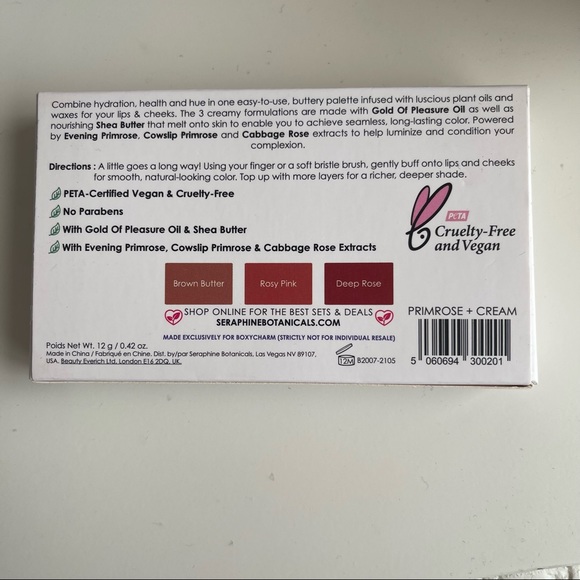 Combine hydration, health and hue in one easy-to-use, buttery palette infused with luscious plant oils and
waxes for your lips & cheeks. The 3 creamy formulations are made with Gold Of Pleasure Oil as well as
nourishing Shea Butter that melt onto skin to enable you to achieve seamless, long-lasting color. Powered
by Evening Primrose, Cowslip Primrose and Cabbage Rose extracts to help luminize and condition your
complexion.
Directions : A little goes a long way! Using your finger or a soft bristle brush, gently buff onto lips and cheeks
for smooth, natural-looking color. Top up with more layers for a richer, deeper shade.
PETA-Certified Vegan & Cruelty-Free
No Parabens
With Gold Of Pleasure Oil & Shea Butter
With Evening Primrose, Cowslip Primrose & Cabbage Rose Extracts
PETA
Cruelty-Free
and Vegan
Brown Butter
Rosy Pink
Deep Rose
SHOP ONLINE FOR THE BEST SETS & DEALS
SERAPHINEBOTANICALS.COM
PRIMROSE + CREAM
MADE EXCLUSIVELY FOR BOXYCHARM (STRICTLY NOT FOR INDIVIDUAL RESALE)
Poids Net Wt. 12 g / 0.42 oz.
Made in China / Fabriqué en Chine. Dist. by/par Seraphine Botanicals, Las Vegas NV 89107,
USA. Beauty Everich Ltd, London E16 2DQ, UK.
12M
B2007-2105
5 060694 300201